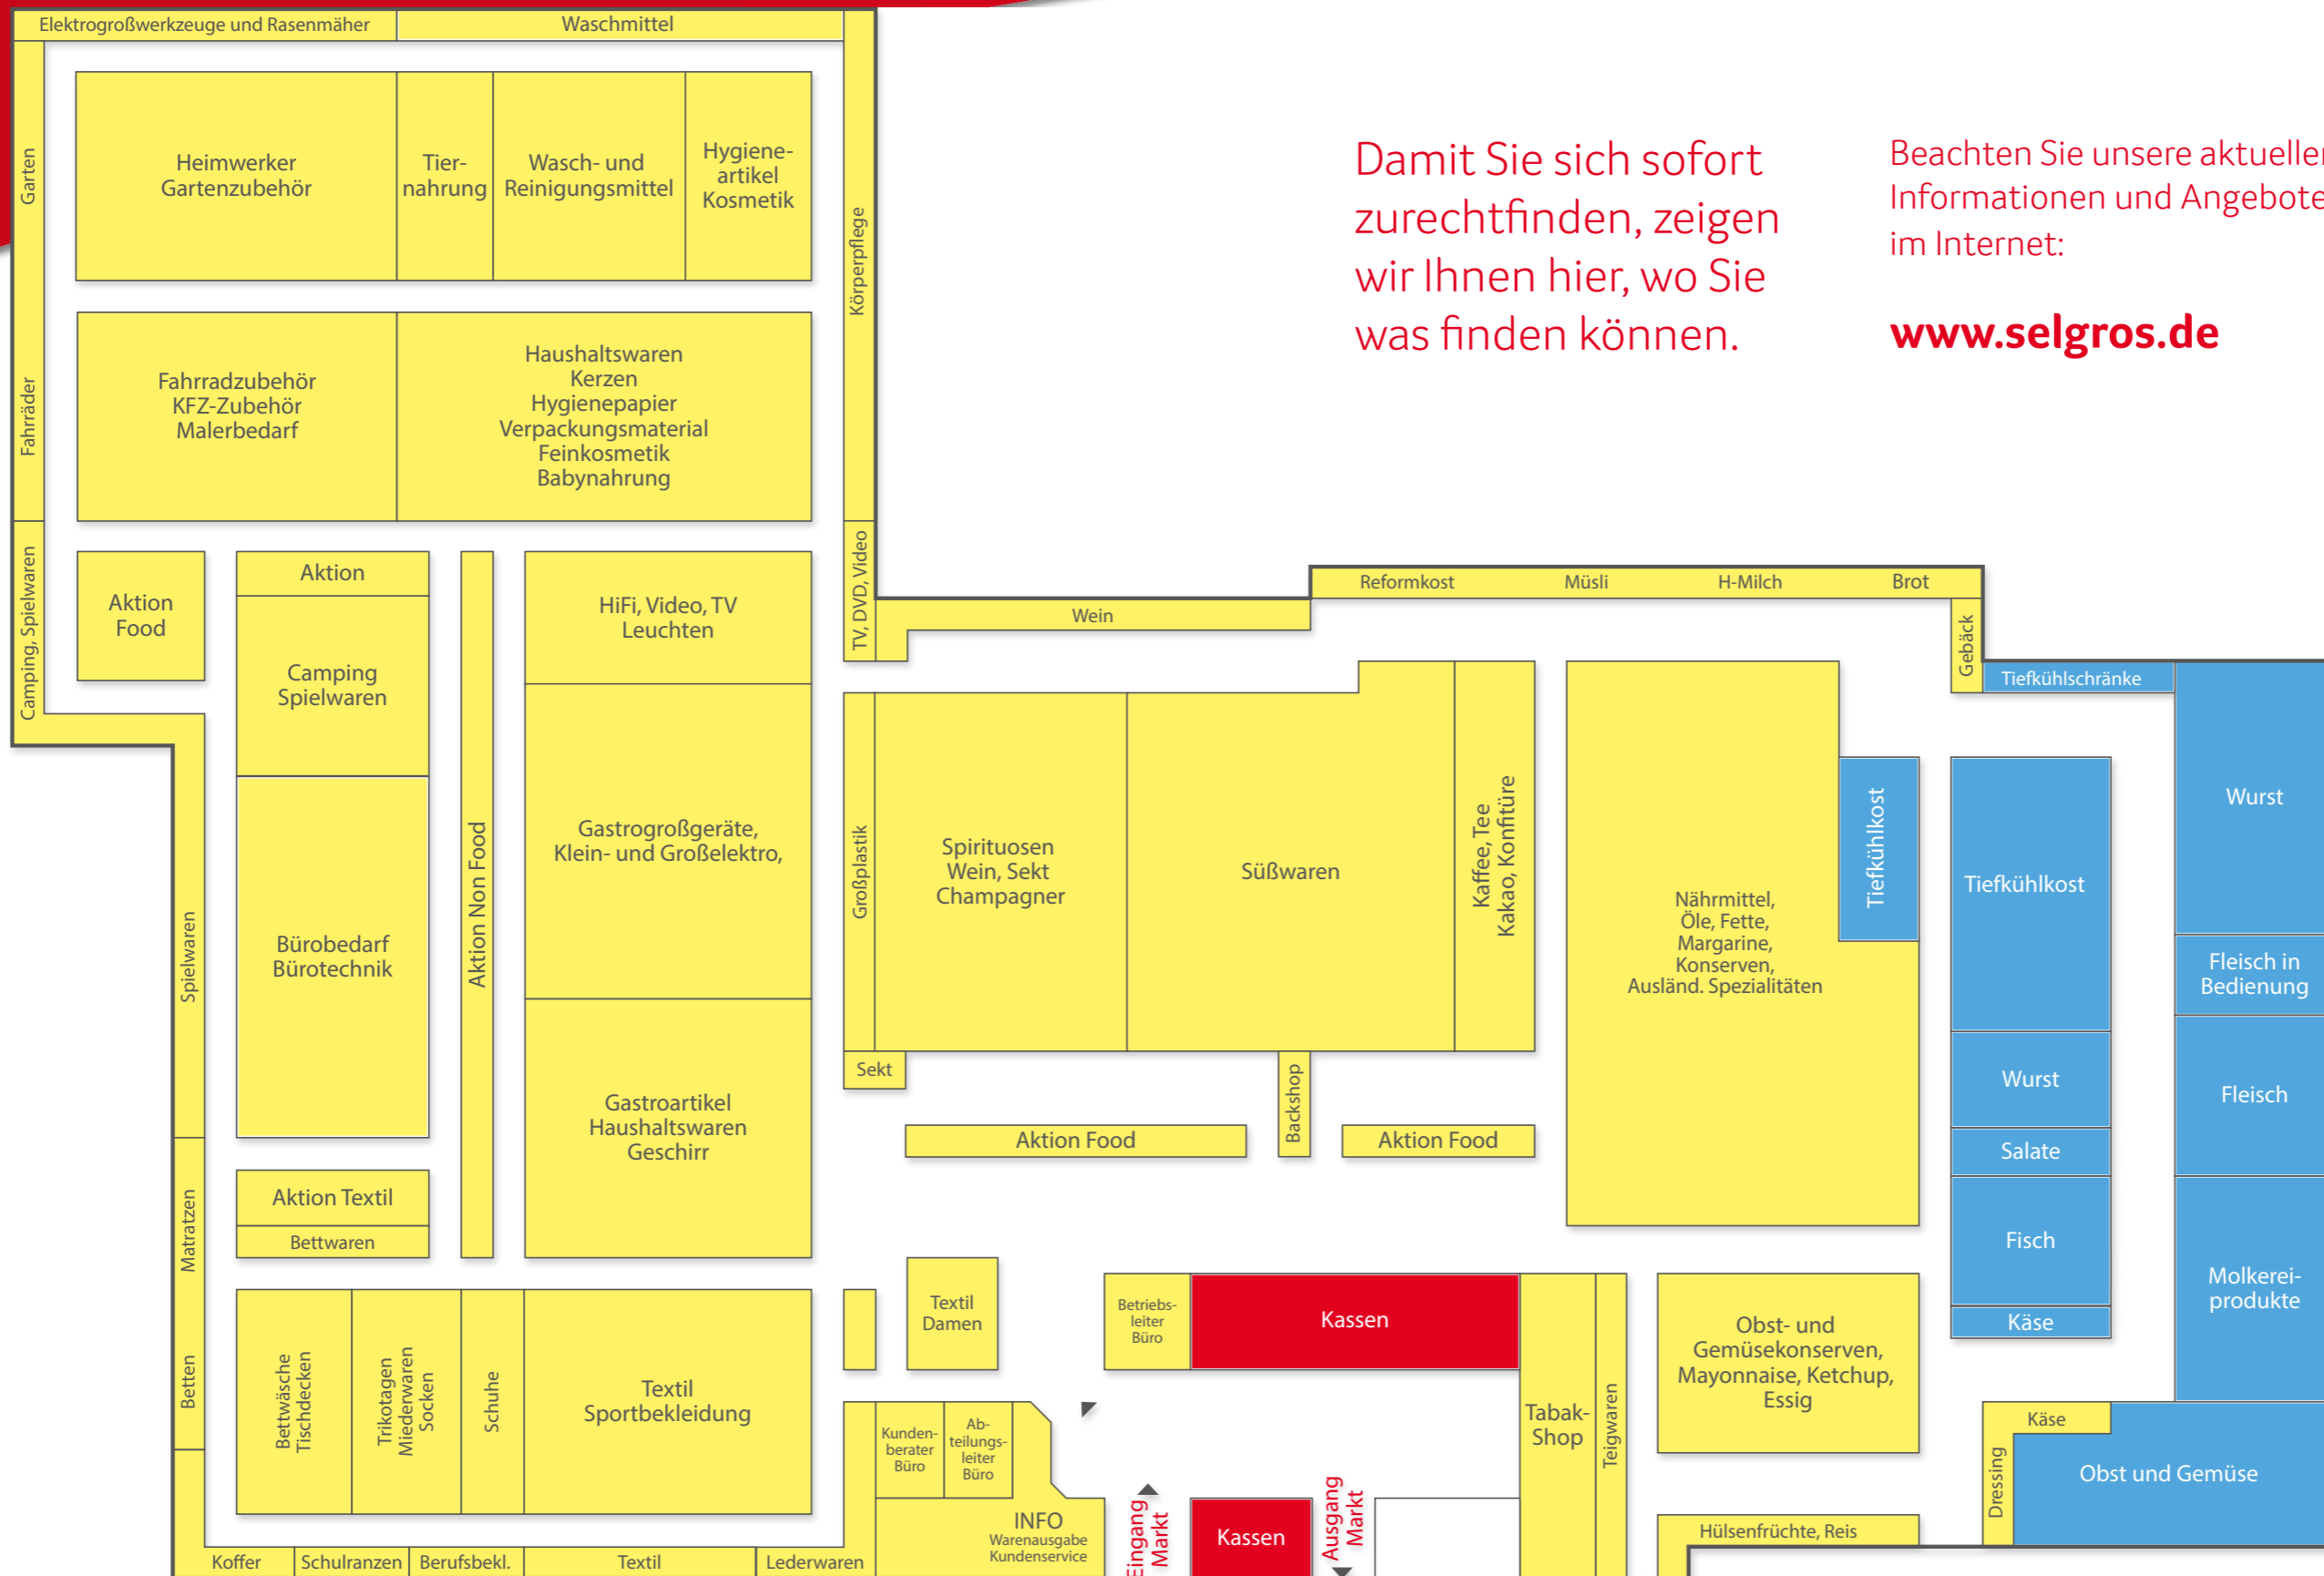 Elektrogroßwerkzeuge und Rasenmäher
Waschmittel
Garten
Fahrräder
Camping, Spielwaren
Heimwerker
Gartenzubehör
Tier-
nahrung
Wasch- und
Reinigungsmittel
Hygiene-
artikel
Kosmetik
Körperpflege
Damit Sie sich sofort
zurechtfinden, zeigen
wir Ihnen hier, wo Sie
was finden können.
Beachten Sie unsere aktuellen
Informationen und Angebote
im Internet:
www.selgros.de
Fahrradzubehör
KFZ-Zubehör
Malerbedarf
Haushaltswaren
Kerzen
Hygienepapier
Verpackungsmaterial
Feinkosmetik
Babynahrung
TV, DVD, Video
Aktion
Food
Aktion
Camping
Spielwaren
Bürobedarf
Bürotechnik
Aktion Non Food
HiFi, Video, TV
Leuchten
Gastrogroßgeräte,
Klein- und Großelektro,
Gastroartikel
Haushaltswaren
Geschirr
Wein
Reformkost
Müsli
H-Milch
Brot
Gebäck
Tiefkühlschränke
Großplastik
Spirituosen
Wein, Sekt
Champagner
Süßwaren
Kaffee, Tee
Kakao, Konfitüre
Nährmittel,
Öle, Fette,
Margarine,
Konserven,
Ausländ. Spezialitäten
Tiefkühlkost
Tiefkühlkost
Wurst
Salate
Fisch
Käse
Wurst
Fleisch in
Bedienung
Fleisch
Molkerei-
produkte
Sekt
Backshop
Aktion Food
Aktion Food
Spielwaren
Matratzen
Betten
Aktion Textil
Bettwaren
Bettwäsche
Tischdecken
Trikotagen
Miederwaren
Socken
Schuhe
Textil
Sportbekleidung
Textil
Damen
Betriebs-
leiter
Büro
Kassen
Tabak-
Shop
Teigwaren
Obst- und
Gemüsekonserven,
Mayonnaise, Ketchup,
Essig
Käse
Dressing
Obst und Gemüse
Kunden-
berater
Büro
Ab-
teilungs-
leiter
Büro
INFO
Warenausgabe
Kundenservice
Eingang
Markt
Kassen
Ausgang
Markt
Hülsenfrüchte, Reis
Koffer
Schulranzen
Berufsbekl.
Textil
Lederwaren